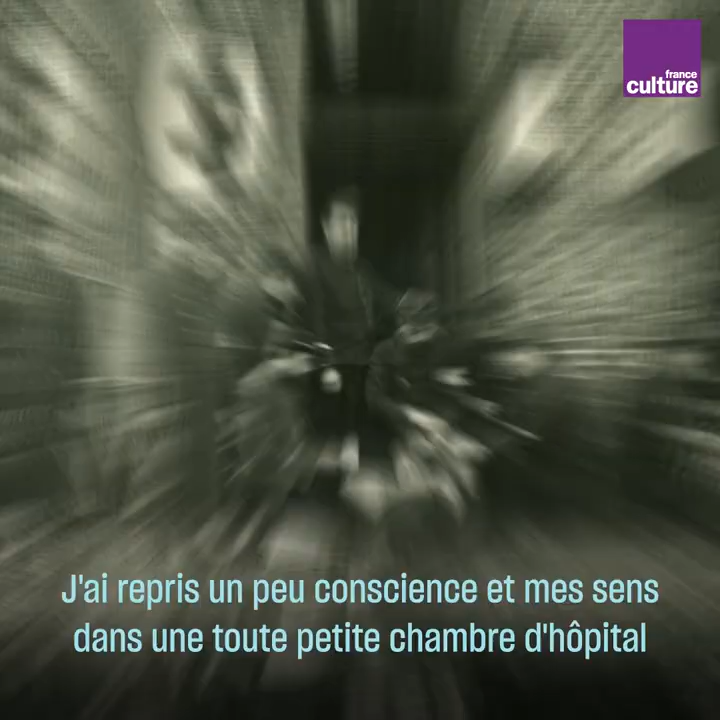 france
culture
J'ai repris un peu conscience et mes sens
dans une toute petite chambre d'hôpital